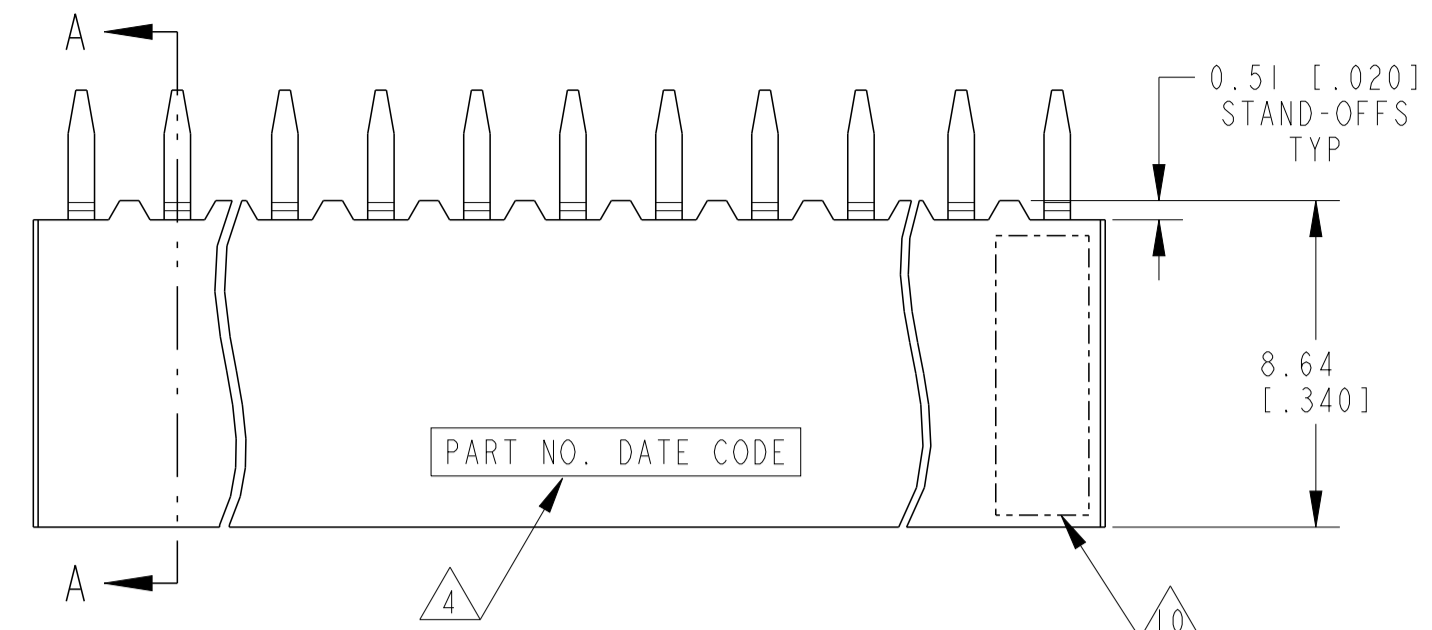 A
0.51 [.020]
STAND-OFFS
TYP
8.64
[.340]
PART NO. DATE CODE
A
4
10